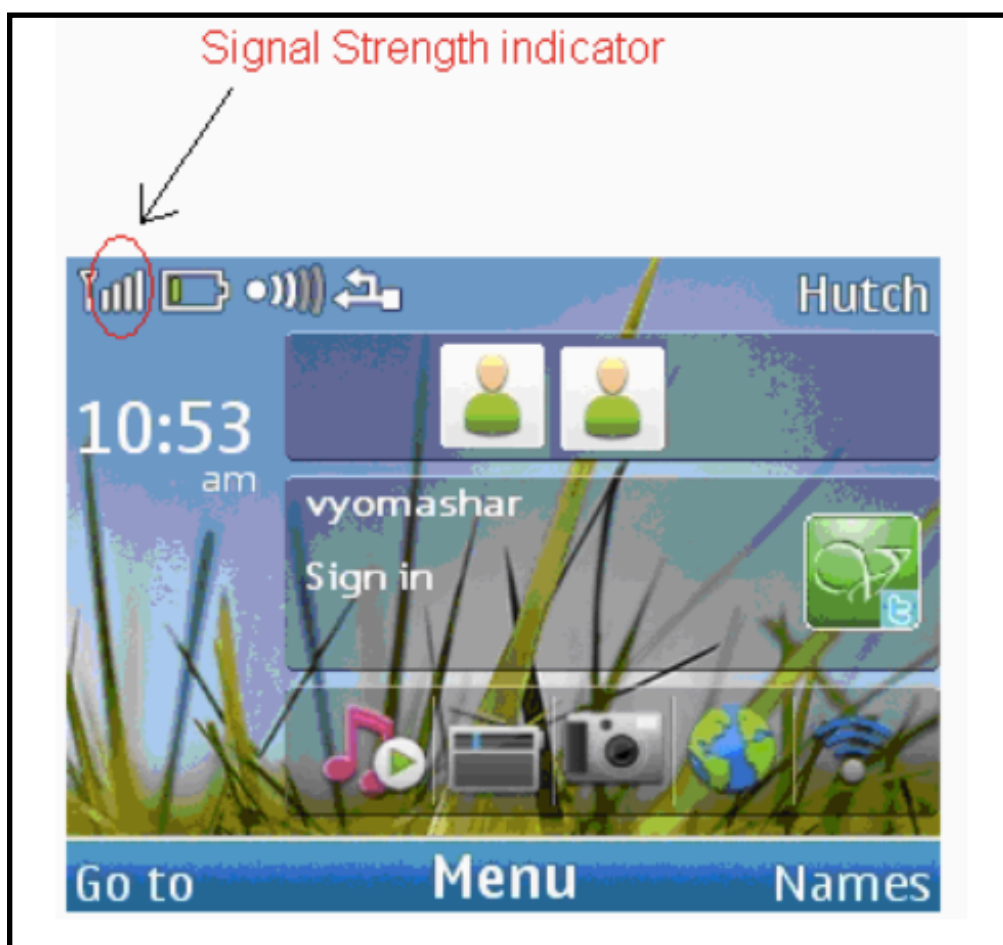 Signal Strength indicator
Hutch
10:53
am
vyomashar
Sign in
Go to
Menu
Names